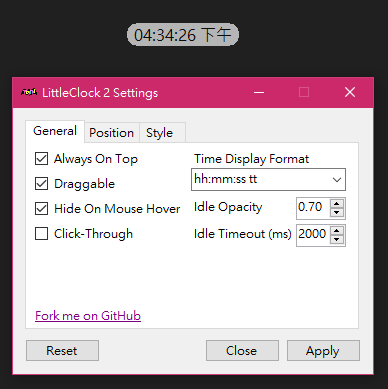 04:34:26 下午
LittleClock 2 Settings
General Position Style
Always On Top
Draggable
Hide On Mouse Hover
Click-Through
Time Display Format
hh:mm:ss tt
Idle Opacity 0.70
Idle Timeout (ms) 2000
Fork me on GitHub
Reset Close Apply